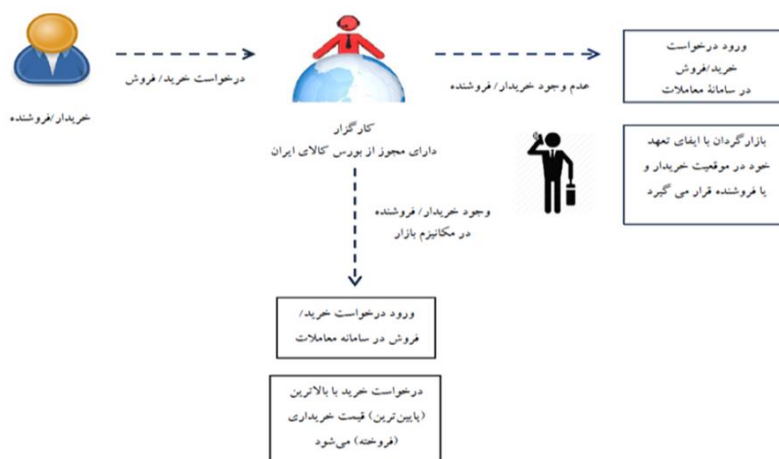 خریدار/فروشنده
درخواست خرید/ فروش
کارگزار
دارای مجوز از بورس کالای ایران
عدم وجود خریدار/ فروشنده
ورود درخواست
خرید/فروش
در سامانۀ معاملات
بازارگردان با ایفای تعهد
خود در موقعیت خریدار و
یا فروشنده قرار می گیرد
وجود خریدار/ فروشنده
در مکانیزم بازار
ورود درخواست خرید/
فروش در سامانه معاملات
درخواست خرید با بالاترین
(پایین‌ترین) قیمت خریداری
(فروخته) می‌شود